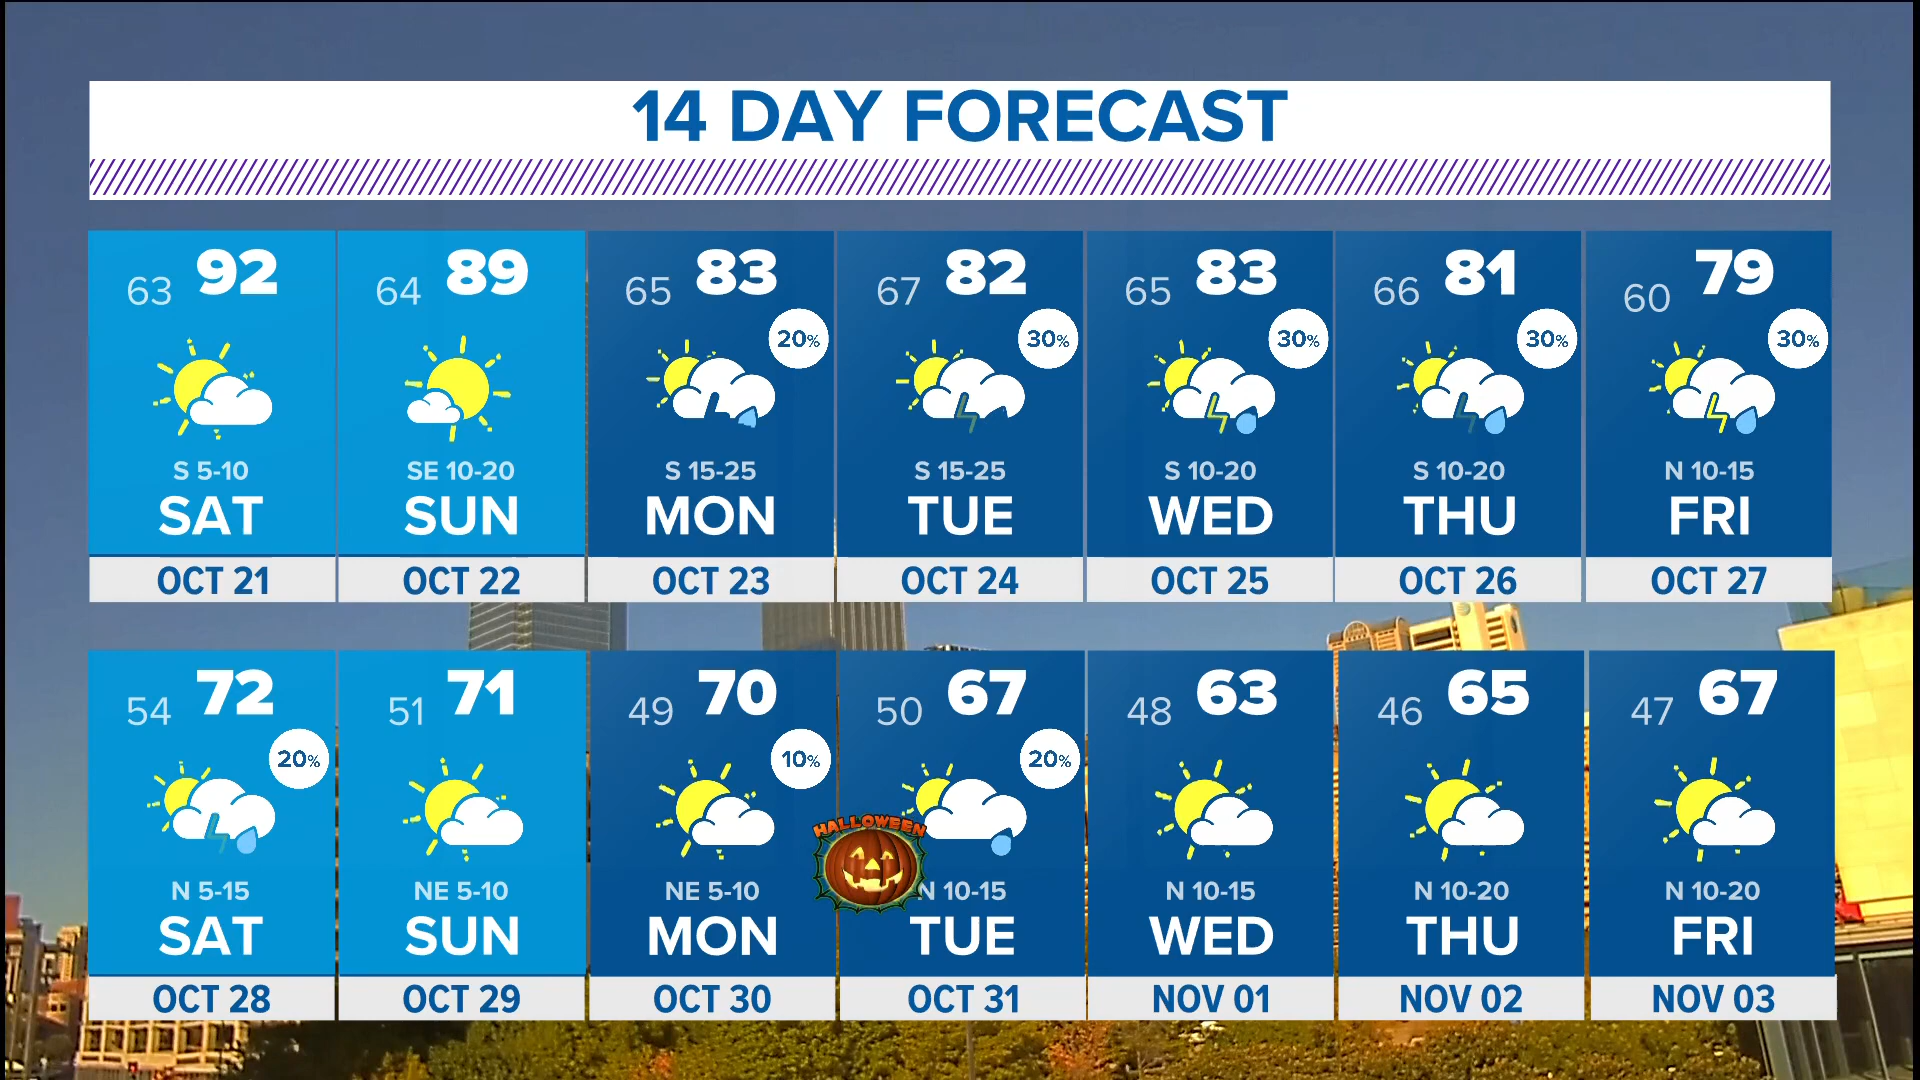 14 DAY FORECAST
63 92
S 5-10
SAT
OCT 21
64 89
SE 10-20
SUN
OCT 22
65 83
20%
S 15-25
MON
OCT 23
67 82
30%
S 15-25
TUE
OCT 24
65 83
30%
S 10-20
WED
OCT 25
66 81
30%
S 10-20
THU
OCT 26
60 79
30%
N 10-15
FRI
OCT 27
54 72
20%
N 5-15
SAT
OCT 28
51 71
NE 5-10
SUN
OCT 29
49 70
10%
NE 5-10
MON
OCT 30
50 67
20%
HALLOWEEN
N 10-15
TUE
OCT 31
48 63
N 10-15
WED
NOV 01
46 65
N 10-20
THU
NOV 02
47 67
N 10-20
FRI
NOV 03